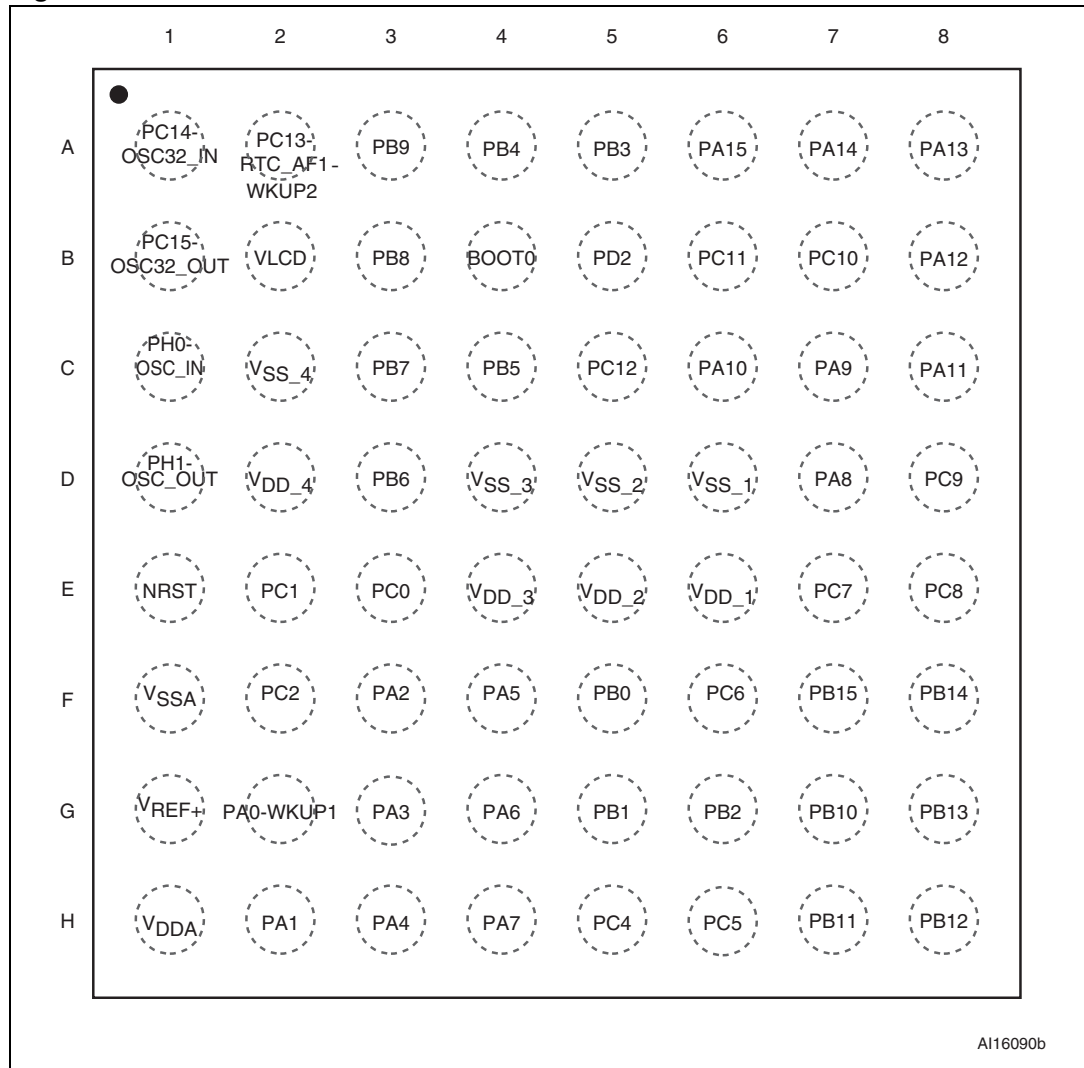 1 2 3 4 5 6 7 8
A PC14-OSC32_IN PC13-RTC_AF1-WKUP2 PB9 PB4 PB3 PA15 PA14 PA13
B PC15-OSC32_OUT VLCD PB8 BOOT0 PD2 PC11 PC10 PA12
C PH0-OSC_IN VSS_4 PB7 PB5 PC12 PA10 PA9 PA11
D PH1-OSC_OUT VDD_4 PB6 VSS_3 VSS_2 VSS_1 PA8 PC9
E NRST PC1 PC0 VDD_3 VDD_2 VDD_1 PC7 PC8
F VSSA PC2 PA2 PA5 PB0 PC6 PB15 PB14
G VREF+ PA0-WKUP1 PA3 PA6 PB1 PB2 PB10 PB13
H VDDA PA1 PA4 PA7 PC4 PC5 PB11 PB12
AI16090b